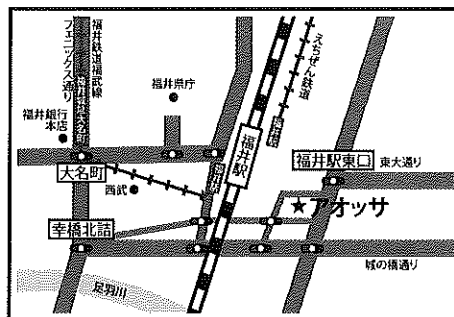 福井鉄道福武線
フェニックス通り
えちぜん鉄道
福井県庁
福井銀行
本店
福井駅
福井駅東口
東大通り
大名町
西武
★アオッサ
幸橋北詰
城の橋通り
足羽川